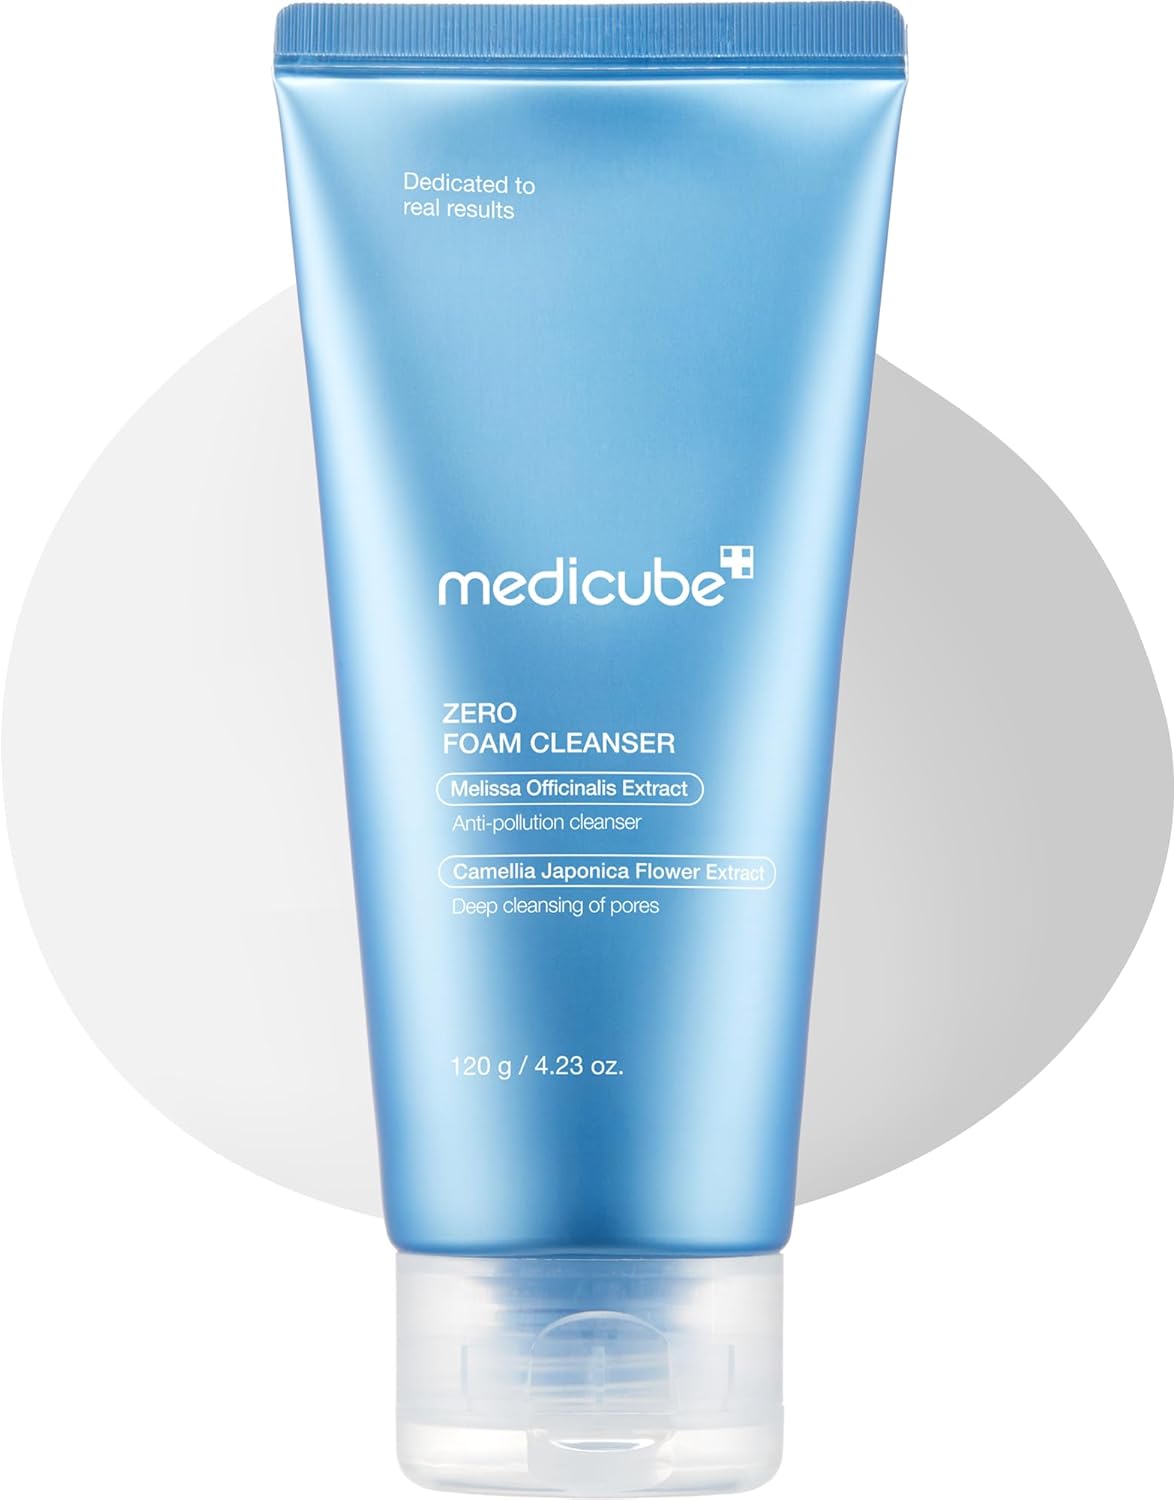 Dedicated to
real results
medicube
ZERO
FOAM CLEANSER
Melissa Officinalis Extract
Anti-pollution cleanser
Camellia Japonica Flower Extract
Deep cleansing of pores
120 g / 4.23 oz.